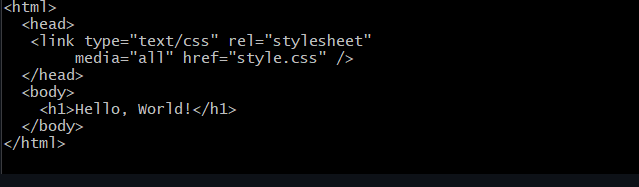 <html>
  <head>
   <link type="text/css" rel="stylesheet"
        media="all" href="style.css" />
  </head>
  <body>
    <h1>Hello, World!</h1>
  </body>
</html>